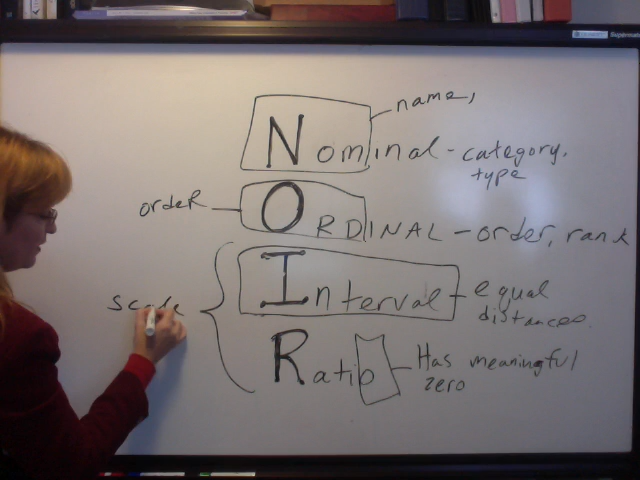 name,
Nominal - category,
type
order
ORDINAL - order, rank
Interval - equal
distances
scale
Ratio - Has meaningful
zero